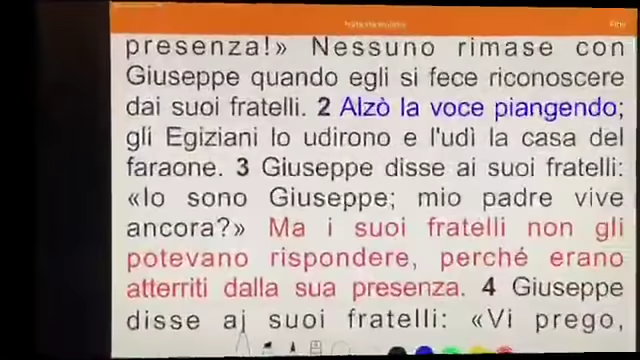 Fine
presenza!» Nessuno rimase con
Giuseppe quando egli si fece riconoscere
dai suoi fratelli. 2 Alzò la voce piangendo;
gli Egiziani lo udirono e l'udì la casa del
faraone. 3 Giuseppe disse ai suoi fratelli:
«Io sono Giuseppe; mio padre vive
ancora?» Ma i suoi fratelli non gli
potevano rispondere, perché erano
atterriti dalla sua presenza. 4 Giuseppe
disse ai suoi fratelli: «Vi prego,